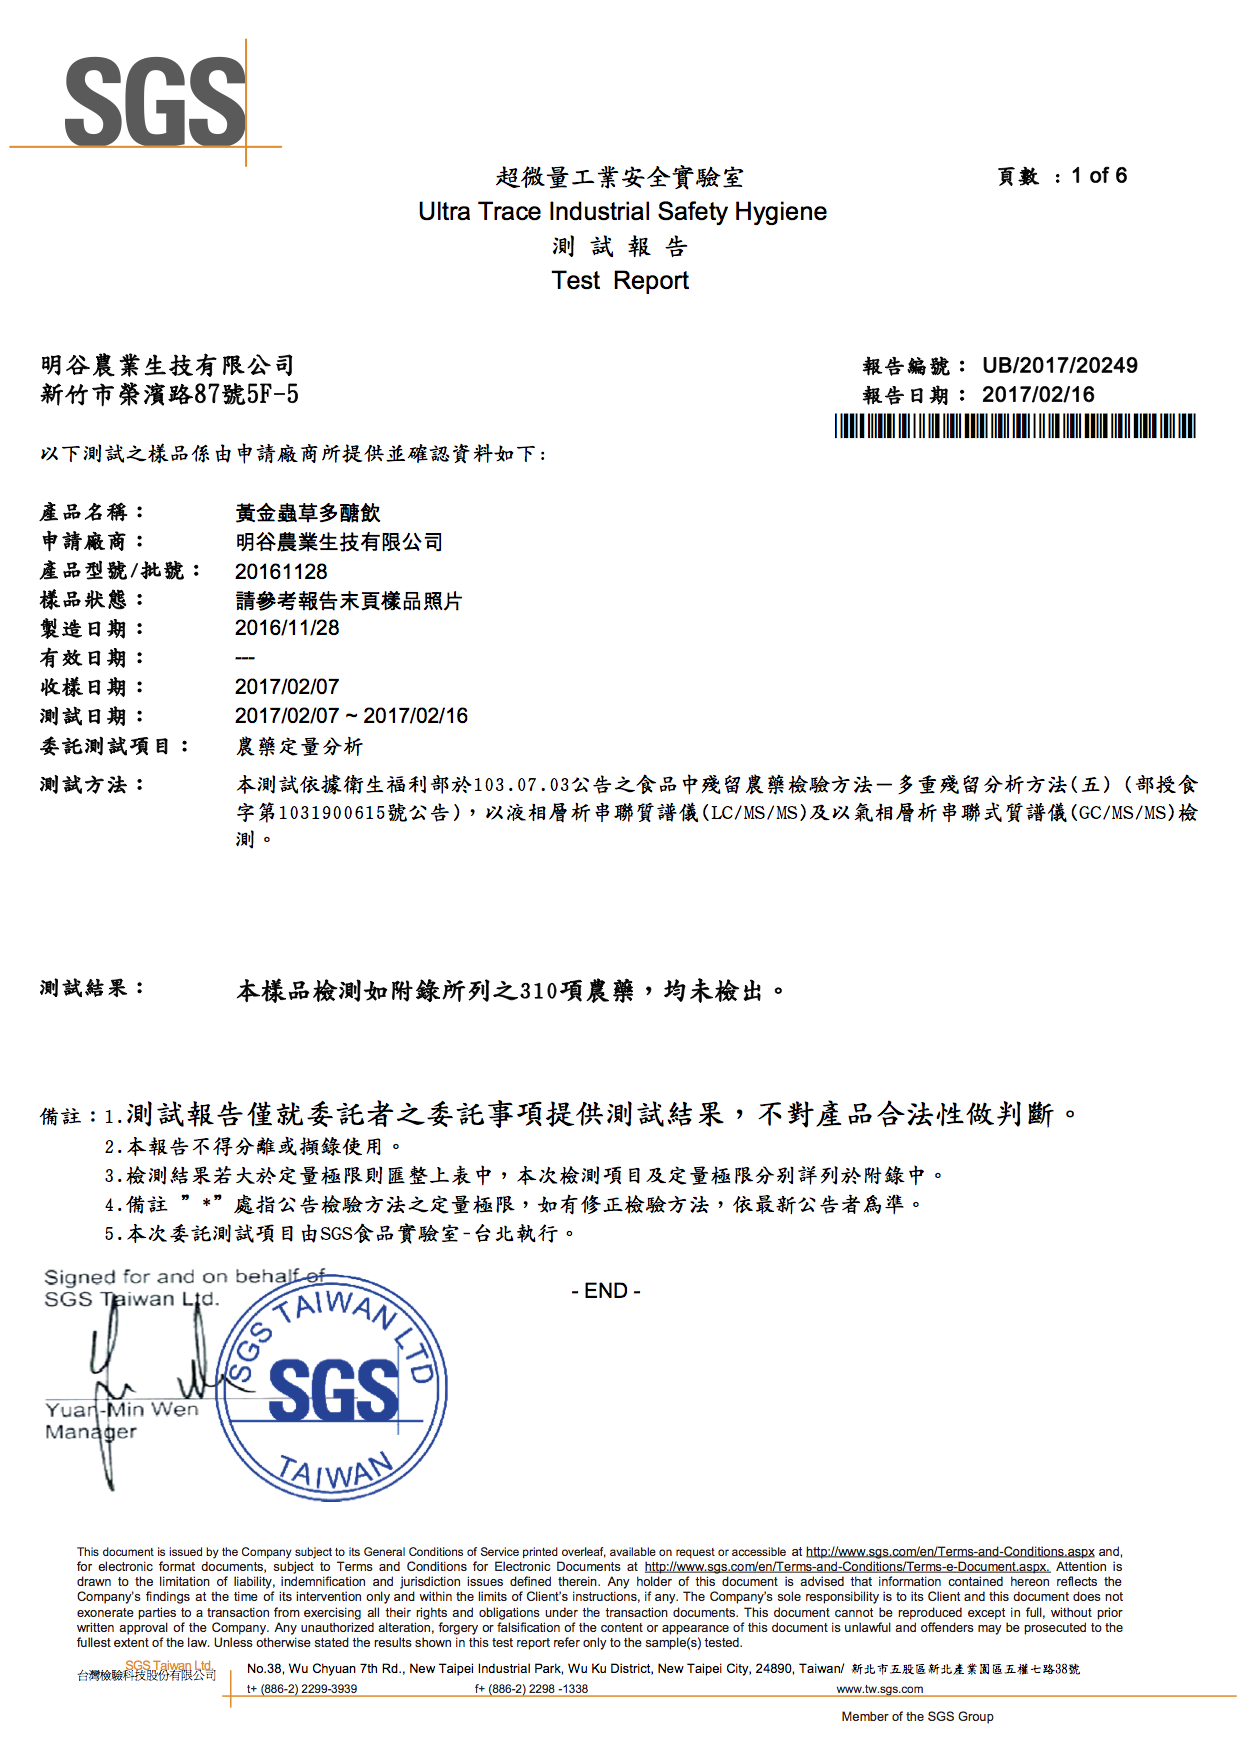 SGS
超微量工業安全實驗室
頁數 : 1 of 6
Ultra Trace Industrial Safety Hygiene
測 試 報 告
Test Report
明谷農業生技有限公司
新竹市榮濱路87號5F-5
報告編號： UB/2017/20249
報告日期： 2017/02/16
以下測試之樣品係由申請廠商所提供並確認資料如下:
產品名稱： 黃金蟲草多醣飲
申請廠商： 明谷農業生技有限公司
產品型號/批號： 20161128
樣品狀態： 請參考報告末頁樣品照片
製造日期： 2016/11/28
有效日期： ---
收樣日期： 2017/02/07
測試日期： 2017/02/07 ~ 2017/02/16
委託測試項目： 農藥定量分析
測試方法： 本測試依據衛生福利部於103.07.03公告之食品中殘留農藥檢驗方法－多重殘留分析方法(五) (部授食
字第1031900615號公告)，以液相層析串聯質譜儀(LC/MS/MS)及以氣相層析串聯式質譜儀(GC/MS/MS)檢
測。
測試結果： 本樣品檢測如附錄所列之310項農藥，均未檢出。
備註：1.測試報告僅就委託者之委託事項提供測試結果，不對產品合法性做判斷。
2.本報告不得分離或擷錄使用。
3.檢測結果若大於定量極限則匯整上表中，本次檢測項目及定量極限分別詳列於附錄中。
4.備註 ”*”處指公告檢驗方法之定量極限，如有修正檢驗方法，依最新公告者為準。
5.本次委託測試項目由SGS食品實驗室-台北執行。
- END -
Signed for and on behalf of
SGS Taiwan Ltd.
Yuan-Min Wen
Manager
SGS TAIWAN LTD
SGS
TAIWAN
This document is issued by the Company subject to its General Conditions of Service printed overleaf, available on request or accessible at http://www.sgs.com/en/Terms-and-Conditions.aspx and,
for electronic format documents, subject to Terms and Conditions for Electronic Documents at http://www.sgs.com/en/Terms-and-Conditions/Terms-e-Document.aspx. Attention is
drawn to the limitation of liability, indemnification and jurisdiction issues defined therein. Any holder of this document is advised that information contained hereon reflects the
Company's findings at the time of its intervention only and within the limits of Client's instructions, if any. The Company's sole responsibility is to its Client and this document does not
exonerate parties to a transaction from exercising all their rights and obligations under the transaction documents. This document cannot be reproduced except in full, without prior
written approval of the Company. Any unauthorized alteration, forgery or falsification of the content or appearance of this document is unlawful and offenders may be prosecuted to the
fullest extent of the law. Unless otherwise stated the results shown in this test report refer only to the sample(s) tested.
SGS Taiwan Ltd.
台灣檢驗科技股份有限公司
No.38, Wu Chyuan 7th Rd., New Taipei Industrial Park, Wu Ku District, New Taipei City, 24890, Taiwan/ 新北市五股區新北產業園區五權七路38號
t+ (886-2) 2299-3939 f+ (886-2) 2298 -1338 www.tw.sgs.com
Member of the SGS Group